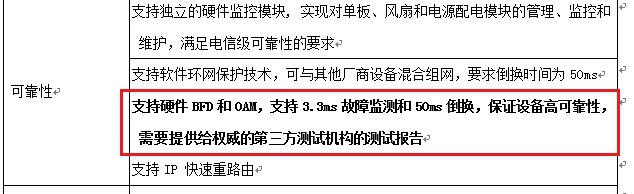 支持独立的硬件监控模块，实现对单板、风扇和电源配电模块的管理、监控和
维护，满足电信级可靠性的要求
可靠性
支持软件环网保护技术，可与其他厂商设备混合组网，要求倒换时间为 50ms
支持硬件 BFD 和 OAM，支持 3.3ms 故障监测和 50ms 倒换，保证设备高可靠性，
需要提供给权威的第三方测试机构的测试报告
支持 IP 快速重路由